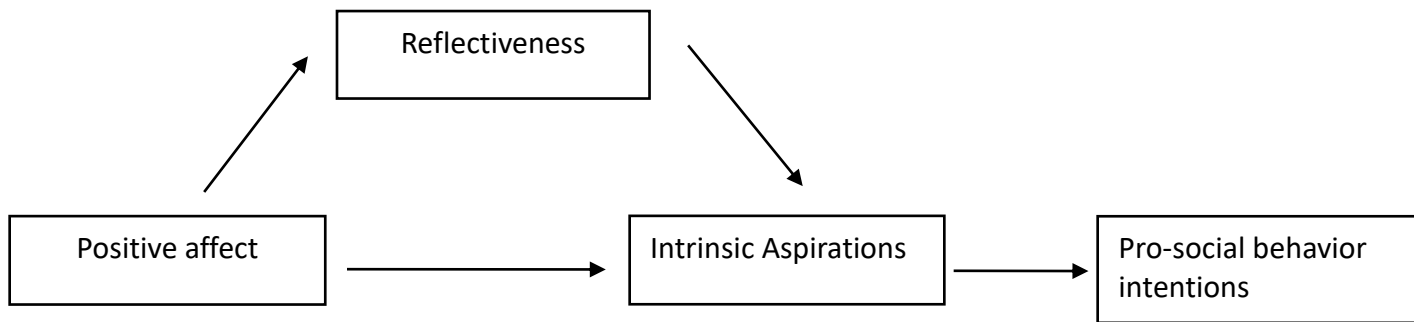 Reflectiveness
Positive affect
Intrinsic Aspirations
Pro-social behavior
intentions